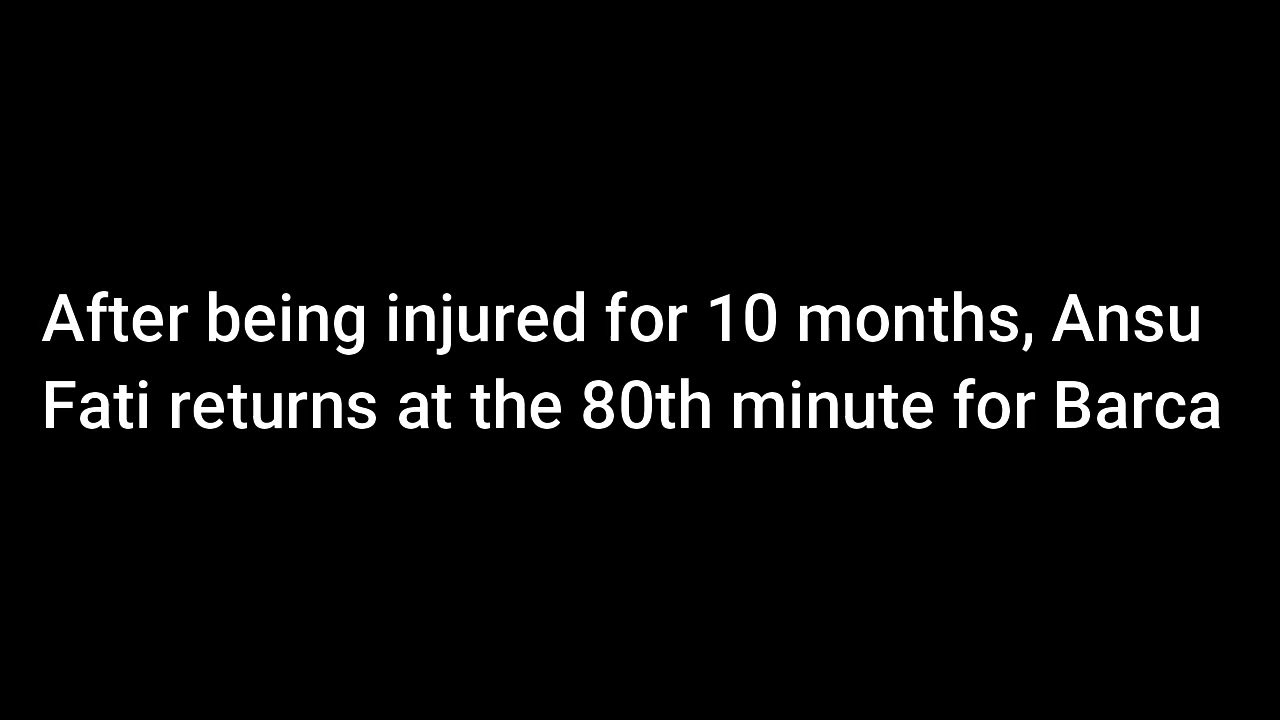 After being injured for 10 months, Ansu
Fati returns at the 80th minute for Barca